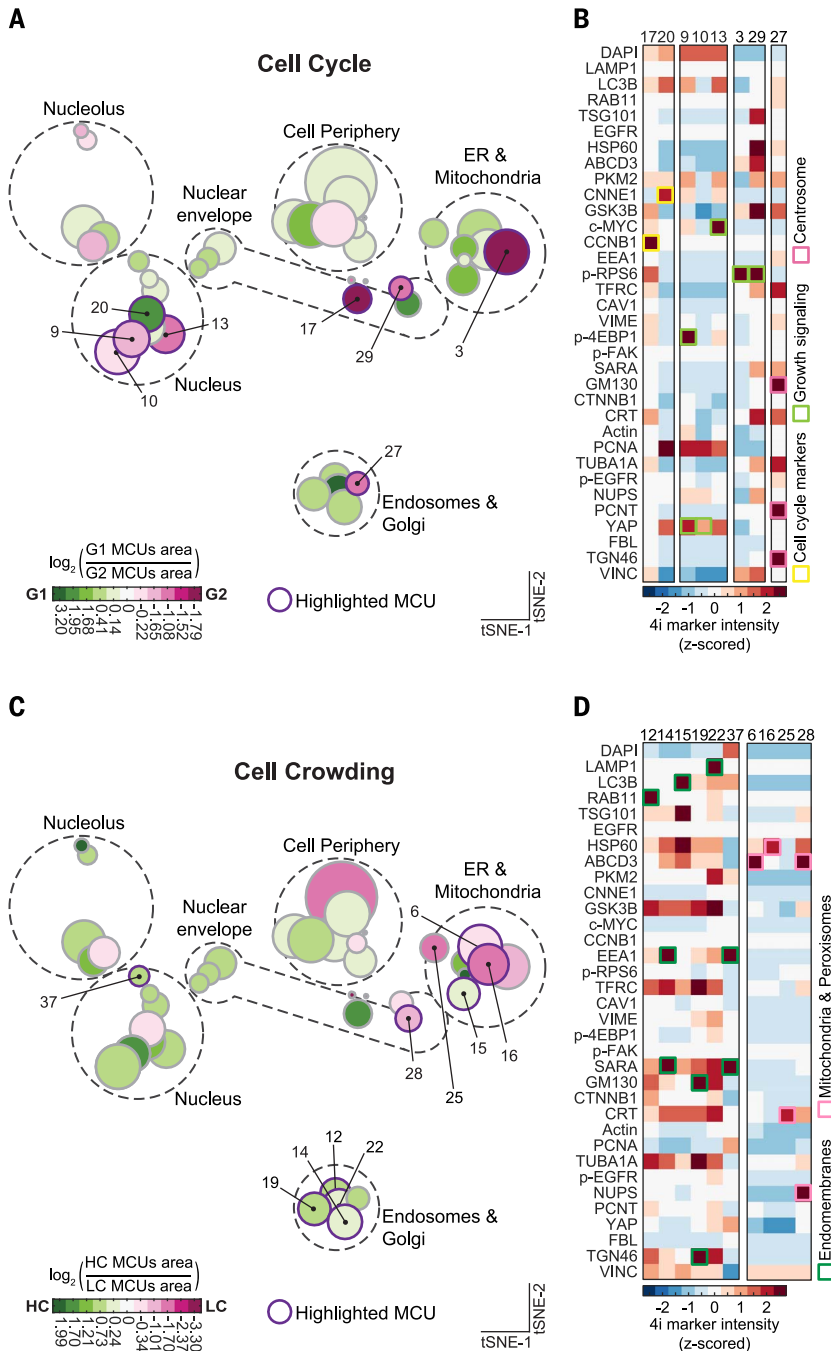 A
Cell Cycle
Nucleolus
Cell Periphery
ER &
Mitochondria
Nuclear
envelope
20
9
13
10
Nucleus
17
29
3
27
Endosomes &
Golgi
log2 (G1 MCUs area / G2 MCUs area)
G1
G2
3.20
1.95
1.68
0.41
0.14
0
-0.22
-1.65
-1.08
-1.52
-1.79
Highlighted MCU
tSNE-1
tSNE-2
B
17 20 9 10 13 3 29 27
DAPI
LAMP1
LC3B
RAB11
TSG101
EGFR
HSP60
ABCD3
PKM2
CNNE1
GSK3B
c-MYC
CCNB1
EEA1
p-RPS6
TFRC
CAV1
VIME
p-4EBP1
p-FAK
SARA
GM130
CTNNB1
CRT
Actin
PCNA
TUBA1A
p-EGFR
NUPS
PCNT
YAP
FBL
TGN46
VINC
Cell cycle markers
Growth signaling
Centrosome
-2 -1 0 1 2
4i marker intensity
(z-scored)
C
Cell Crowding
Nucleolus
Cell Periphery
ER &
Mitochondria
Nuclear
envelope
6
37
Nucleus
28
25
15
16
12
22
14
19
Endosomes &
Golgi
log2 (HC MCUs area / LC MCUs area)
HC
LC
1.99
1.70
1.21
0.73
0.24
0
-0.34
-1.01
-1.70
-2.37
-3.30
Highlighted MCU
tSNE-1
tSNE-2
D
12 14 15 19 22 37 6 16 25 28
DAPI
LAMP1
LC3B
RAB11
TSG101
EGFR
HSP60
ABCD3
PKM2
CNNE1
GSK3B
c-MYC
CCNB1
EEA1
p-RPS6
TFRC
CAV1
VIME
p-4EBP1
p-FAK
SARA
GM130
CTNNB1
CRT
Actin
PCNA
TUBA1A
p-EGFR
NUPS
PCNT
YAP
FBL
TGN46
VINC
Endomembranes
Mitochondria & Peroxisomes
-2 -1 0 1 2
4i marker intensity
(z-scored)